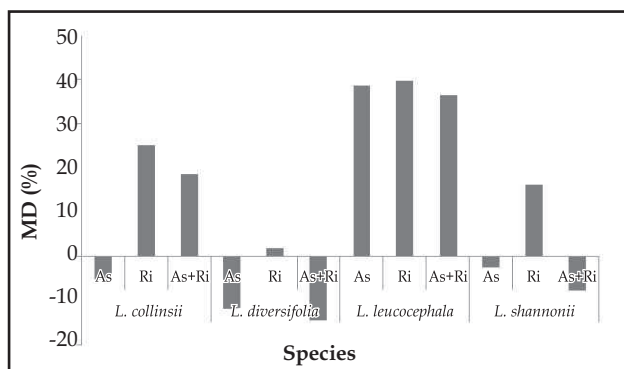 50
40
30
20
10
0
-10
-20
MD (%)
As Ri As+Ri As Ri As+Ri As Ri As+Ri As Ri As+Ri
L. collinsii L. diversifolia L. leucocephala L. shannonii
Species